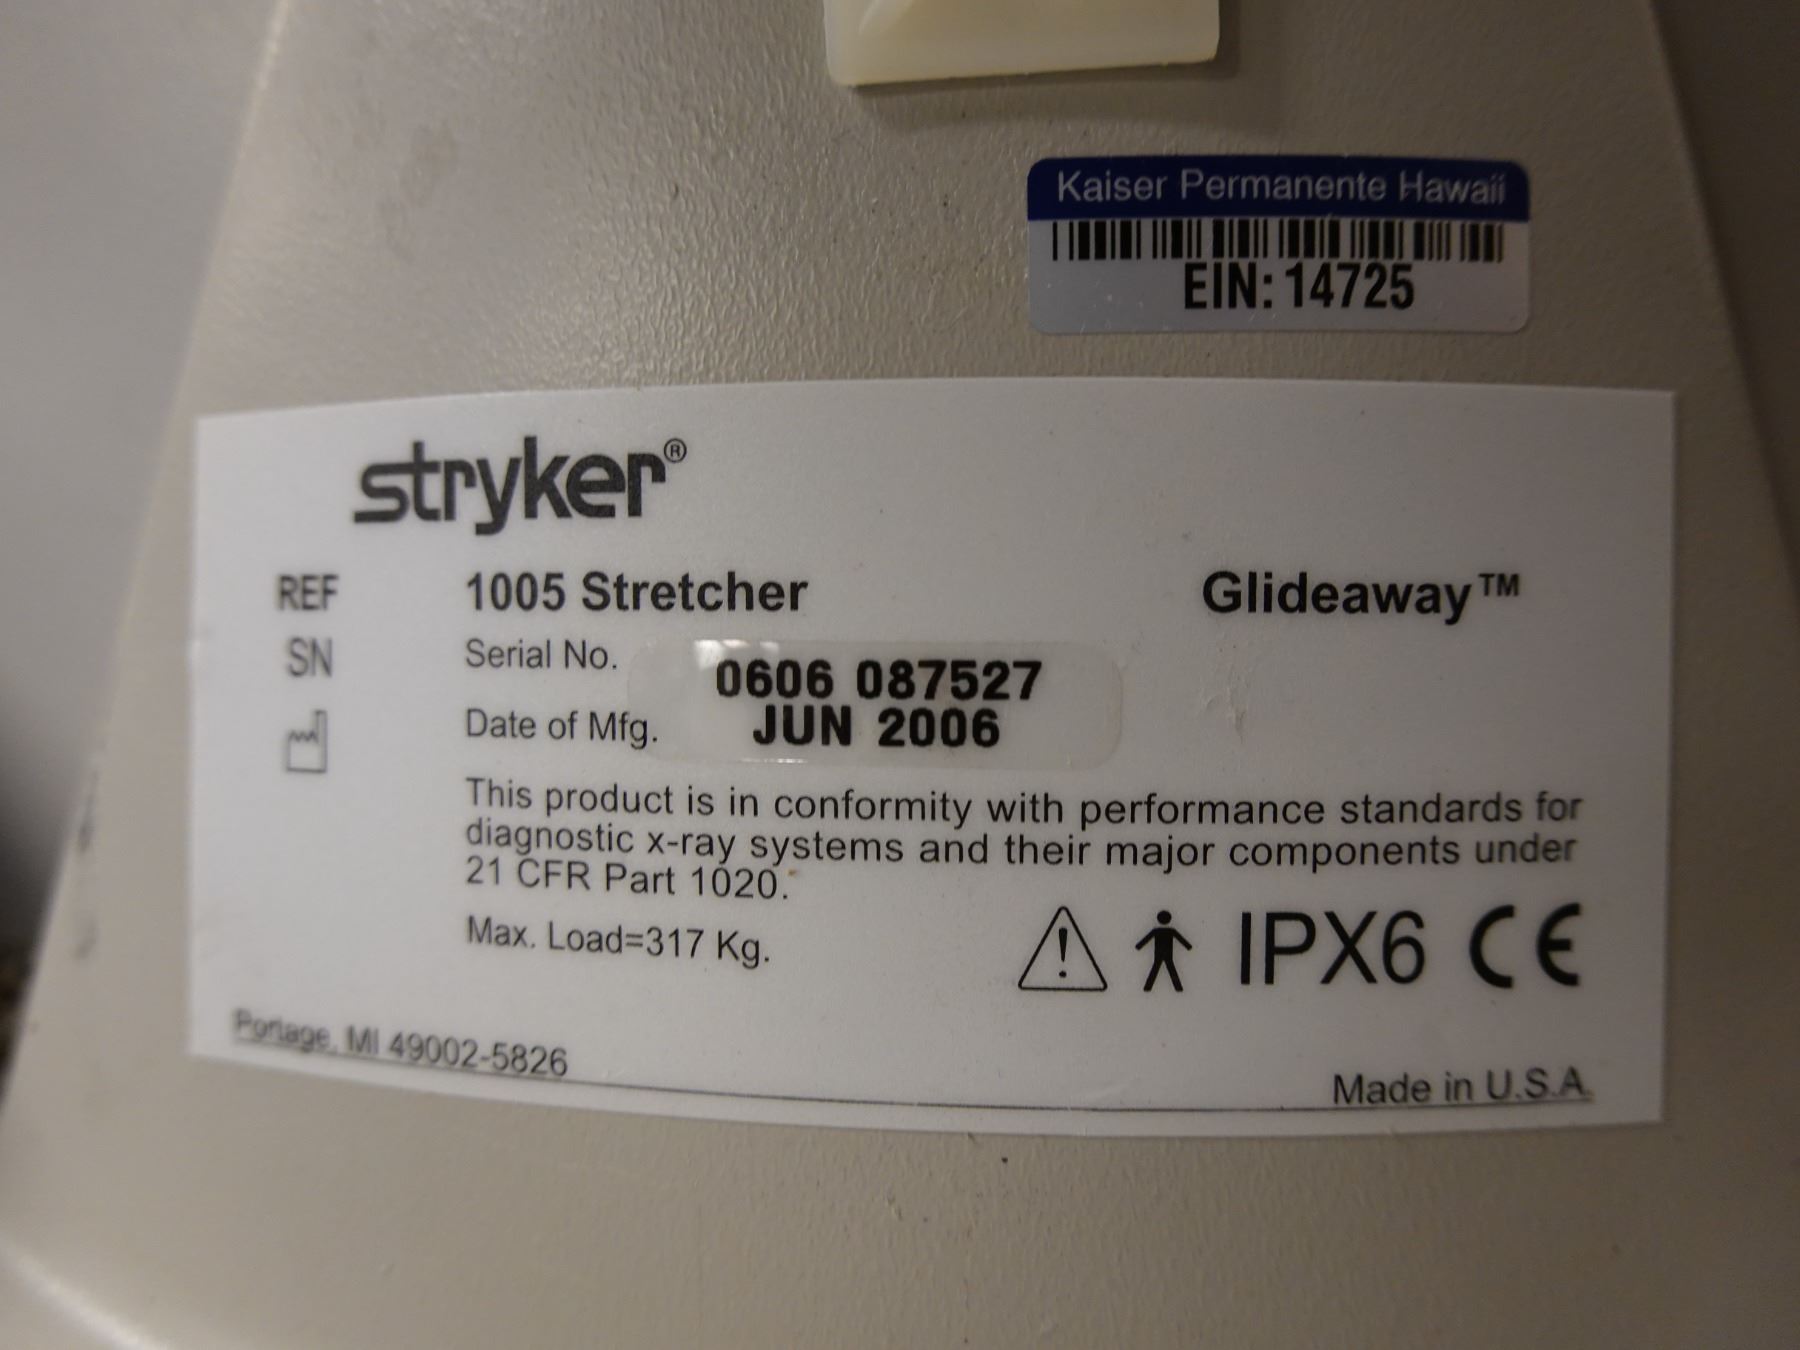 Kaiser Permanente Hawaii
EIN: 14725
stryker®
REF 1005 Stretcher Glideaway™
SN Serial No. 0606 087527
Date of Mfg. JUN 2006
This product is in conformity with performance standards for
diagnostic x-ray systems and their major components under
21 CFR Part 1020.
Max. Load=317 Kg.
IPX6 CE
Portage, MI 49002-5826
Made in U.S.A.